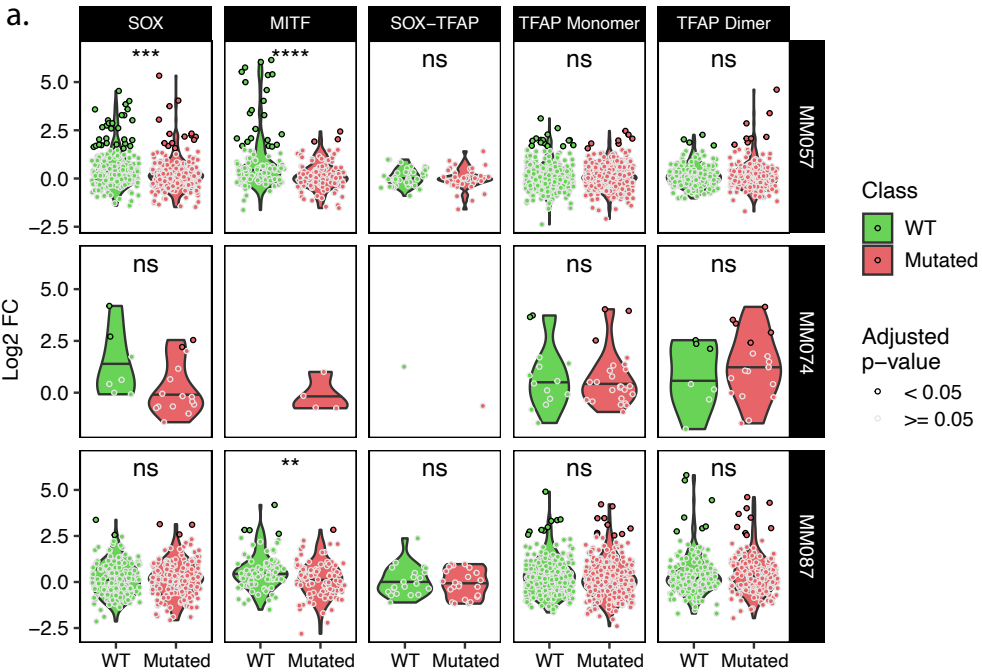 a.
SOX MITF SOX−TFAP TFAP Monomer TFAP Dimer
*** **** ns ns ns
5.0
2.5
0.0
−2.5
MM057
ns ns ns
5.0
2.5
0.0
MM074
ns ** ns ns ns
5.0
2.5
0.0
−2.5
MM087
Log2 FC
WT Mutated WT Mutated WT Mutated WT Mutated WT Mutated
Class
WT
Mutated
Adjusted
p−value
< 0.05
>= 0.05